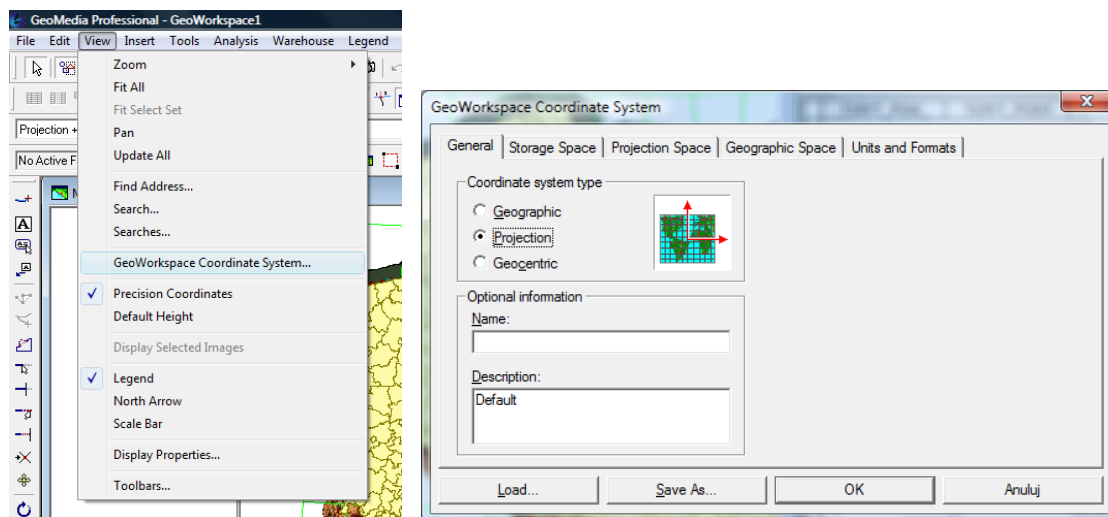 GeoMedia Professional - GeoWorkspace1
File Edit View Insert Tools Analysis Warehouse Legend
Zoom
Fit All
Fit Select Set
Projection
Pan
No Active F
Update All
Find Address...
Search...
Searches...
GeoWorkspace Coordinate System...
Precision Coordinates
Default Height
Display Selected Images
Legend
North Arrow
Scale Bar
Display Properties...
Toolbars...
GeoWorkspace Coordinate System
General Storage Space Projection Space Geographic Space Units and Formats
Coordinate system type
Geographic
Projection
Geocentric
Optional information
Name:
Description:
Default
Load... Save As... OK Anuluj